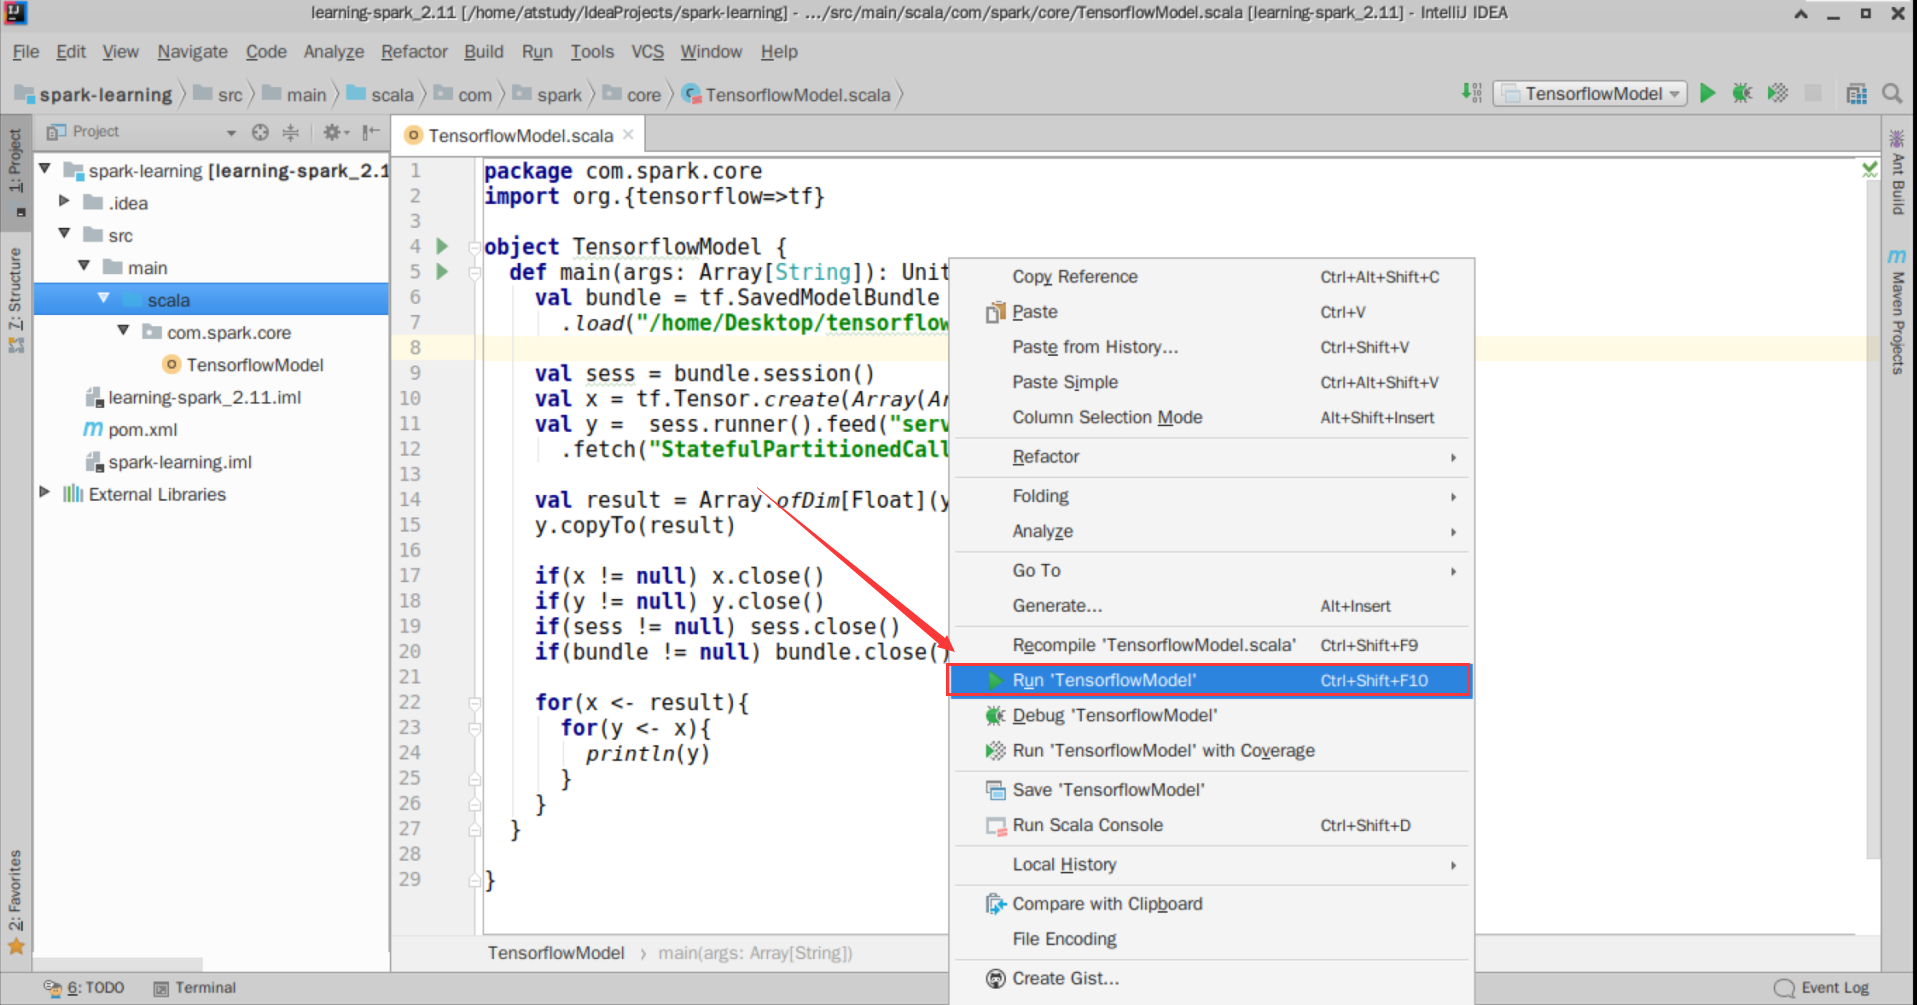 learning-spark_2.11 [/home/atstudy/IdeaProjects/spark-learning] - .../src/main/scala/com/spark/core/TensorflowModel.scala [learning-spark_2.11] - IntelliJ IDEA
File Edit View Navigate Code Analyze Refactor Build Run Tools VCS Window Help
spark-learning src main scala com spark core TensorflowModel.scala
TensorflowModel
1: Project
7: Structure
2: Favorites
Project
spark-learning [learning-spark_2.1
.idea
src
main
scala
com.spark.core
TensorflowModel
learning-spark_2.11.iml
pom.xml
spark-learning.iml
External Libraries
TensorflowModel.scala
1 package com.spark.core
2 import org.{tensorflow=>tf}
3
4 object TensorflowModel {
5 def main(args: Array[String]): Unit
6 val bundle = tf.SavedModelBundle
7 .load("/home/Desktop/tensorflow
8
9 val sess = bundle.session()
10 val x = tf.Tensor.create(Array(Ar
11 val y =  sess.runner().feed("serv
12 .fetch("StatefulPartitionedCall
13
14 val result = Array.ofDim[Float](y
15 y.copyTo(result)
16
17 if(x != null) x.close()
18 if(y != null) y.close()
19 if(sess != null) sess.close()
20 if(bundle != null) bundle.close()
21
22 for(x <- result){
23 for(y <- x){
24 println(y)
25 }
26 }
27 }
28
29 }
TensorflowModel › main(args: Array[String])
Copy Reference Ctrl+Alt+Shift+C
Paste Ctrl+V
Paste from History... Ctrl+Shift+V
Paste Simple Ctrl+Alt+Shift+V
Column Selection Mode Alt+Shift+Insert
Refactor
Folding
Analyze
Go To
Generate... Alt+Insert
Recompile 'TensorflowModel.scala' Ctrl+Shift+F9
Run 'TensorflowModel' Ctrl+Shift+F10
Debug 'TensorflowModel'
Run 'TensorflowModel' with Coverage
Save 'TensorflowModel'
Run Scala Console Ctrl+Shift+D
Local History
Compare with Clipboard
File Encoding
Create Gist...
Ant Build
Maven Projects
6: TODO Terminal
Event Log